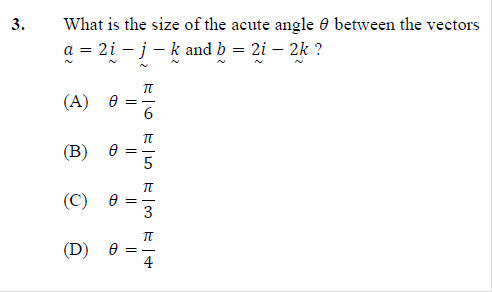 3. What is the size of the acute angle θ between the vectors
a = 2i − j − k and b = 2i − 2k ?
(A) θ = π/6
(B) θ = π/5
(C) θ = π/3
(D) θ = π/4